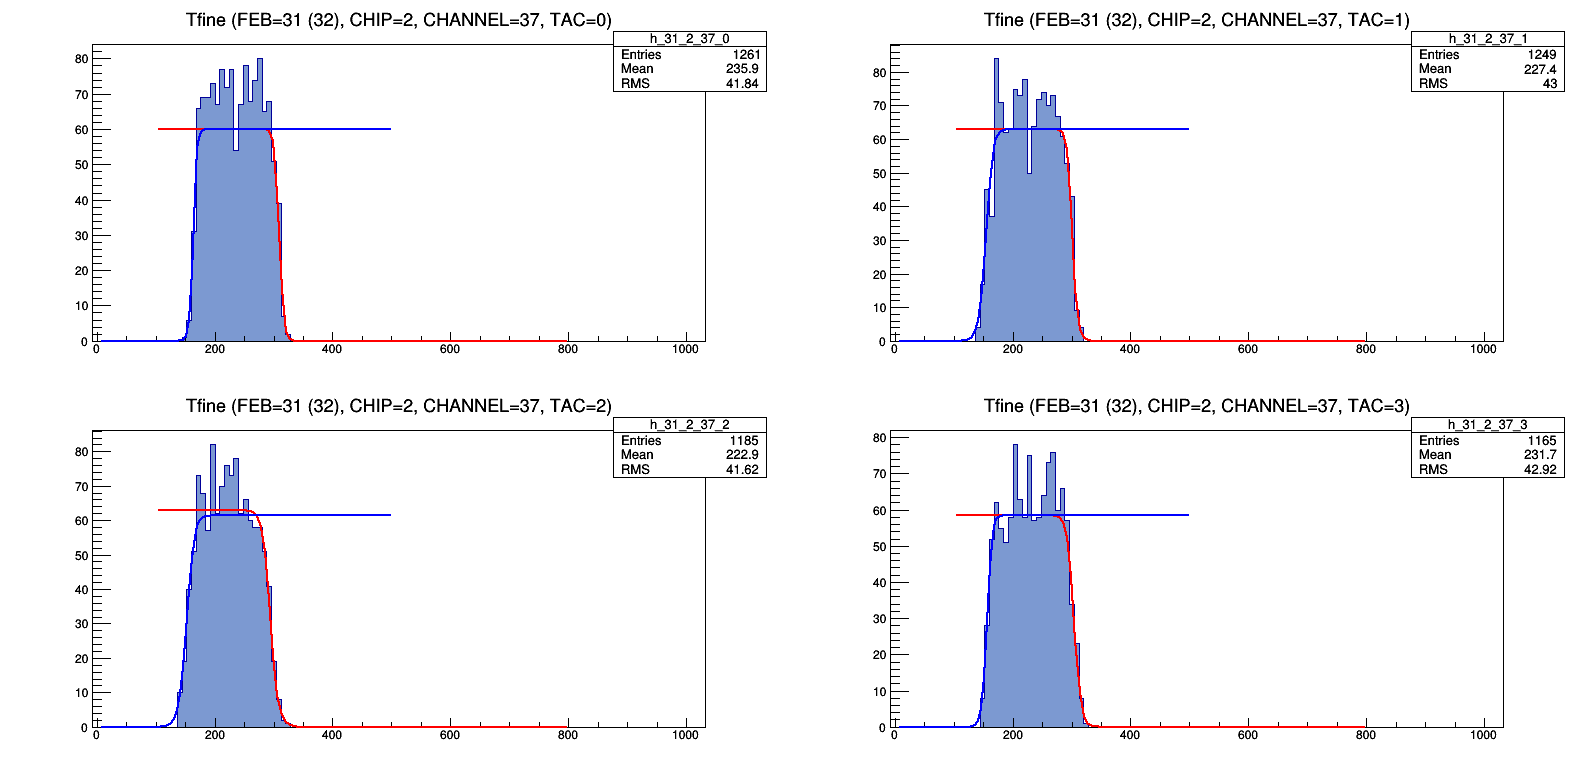 Tfine (FEB=31 (32), CHIP=2, CHANNEL=37, TAC=0)
h_31_2_37_0
Entries 1261
Mean 235.9
RMS 41.84
80
70
60
50
40
30
20
10
0
0 200 400 600 800 1000
Tfine (FEB=31 (32), CHIP=2, CHANNEL=37, TAC=1)
h_31_2_37_1
Entries 1249
Mean 227.4
RMS 43
80
70
60
50
40
30
20
10
0
0 200 400 600 800 1000
Tfine (FEB=31 (32), CHIP=2, CHANNEL=37, TAC=2)
h_31_2_37_2
Entries 1185
Mean 222.9
RMS 41.62
80
70
60
50
40
30
20
10
0
0 200 400 600 800 1000
Tfine (FEB=31 (32), CHIP=2, CHANNEL=37, TAC=3)
h_31_2_37_3
Entries 1165
Mean 231.7
RMS 42.92
80
70
60
50
40
30
20
10
0
0 200 400 600 800 1000